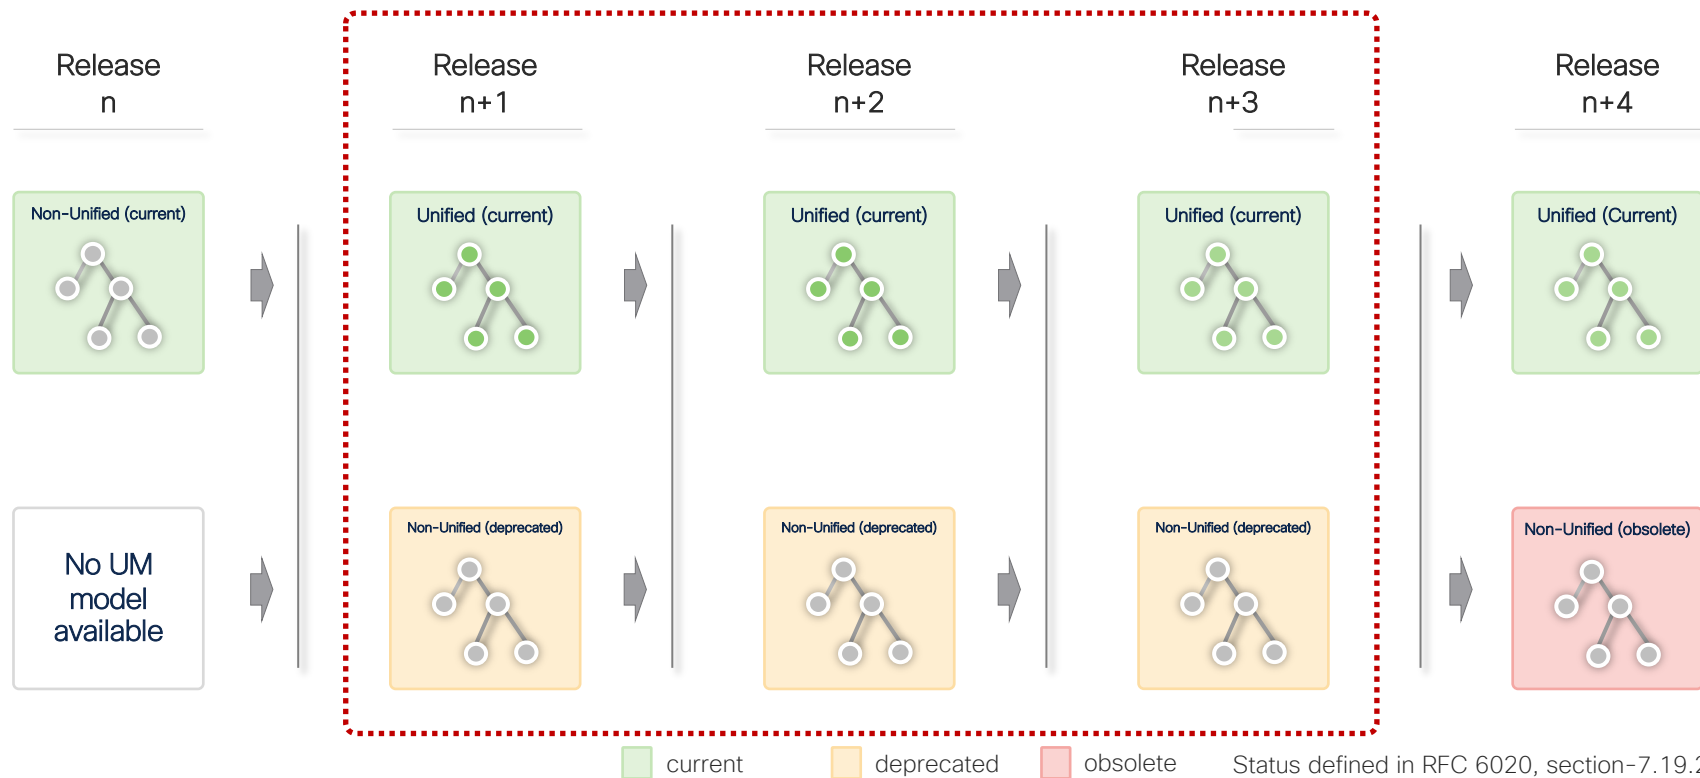 Release
n
Release
n+1
Release
n+2
Release
n+3
Release
n+4
Non-Unified (current)
Unified (current)
Unified (current)
Unified (current)
Unified (Current)
No UM
model
available
Non-Unified (deprecated)
Non-Unified (deprecated)
Non-Unified (deprecated)
Non-Unified (obsolete)
current
deprecated
obsolete
Status defined in RFC 6020, section-7.19.